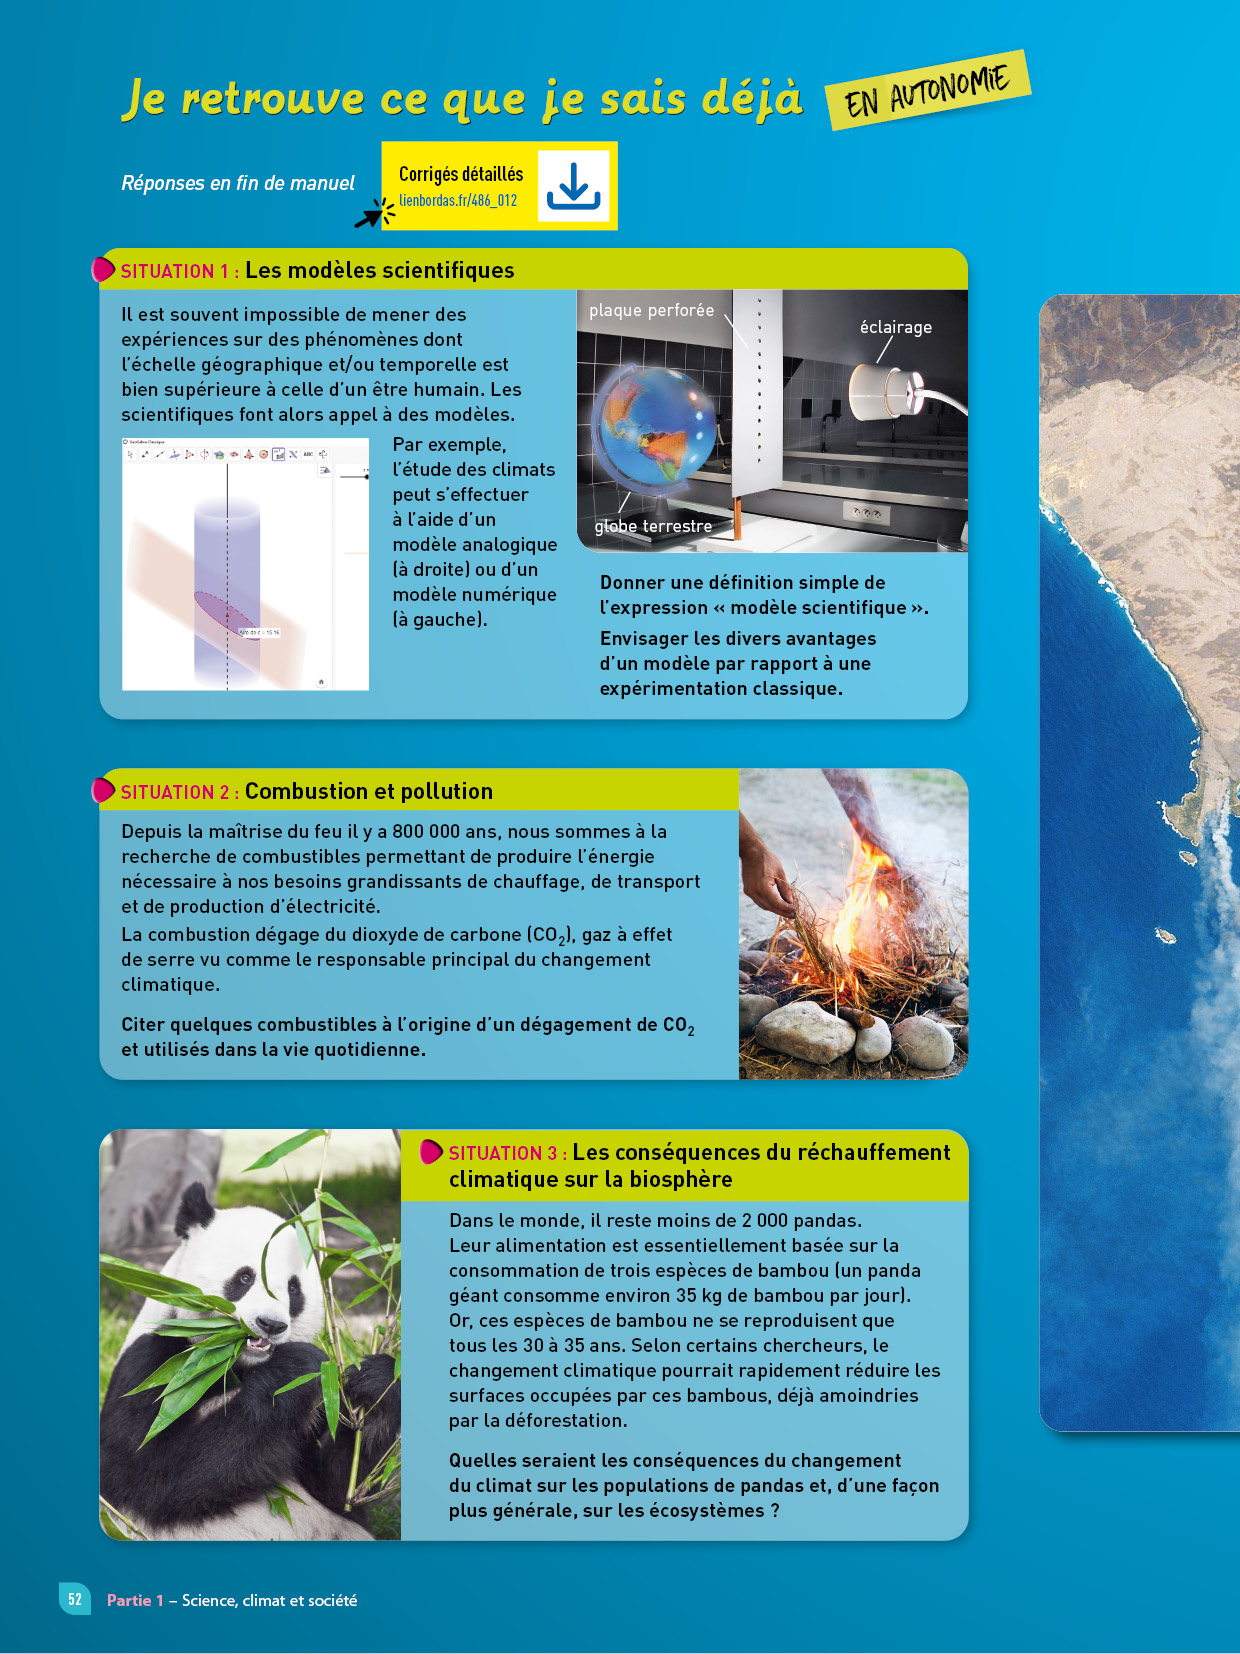 Je retrouve ce que je sais déjà
EN AUTONOMIE
Réponses en fin de manuel
Corrigés détaillés
lienbordas.fr/486_012
SITUATION 1 : Les modèles scientifiques
Il est souvent impossible de mener des
expériences sur des phénomènes dont
l’échelle géographique et/ou temporelle est
bien supérieure à celle d’un être humain. Les
scientifiques font alors appel à des modèles.
GeoGebra Classique
ABC
Aire de c = 15.16
Par exemple,
l’étude des climats
peut s’effectuer
à l’aide d’un
modèle analogique
(à droite) ou d’un
modèle numérique
(à gauche).
plaque perforée
éclairage
globe terrestre
Donner une définition simple de
l’expression « modèle scientifique ».
Envisager les divers avantages
d’un modèle par rapport à une
expérimentation classique.
SITUATION 2 : Combustion et pollution
Depuis la maîtrise du feu il y a 800 000 ans, nous sommes à la
recherche de combustibles permettant de produire l’énergie
nécessaire à nos besoins grandissants de chauffage, de transport
et de production d’électricité.
La combustion dégage du dioxyde de carbone (CO₂), gaz à effet
de serre vu comme le responsable principal du changement
climatique.
Citer quelques combustibles à l’origine d’un dégagement de CO₂
et utilisés dans la vie quotidienne.
SITUATION 3 : Les conséquences du réchauffement
climatique sur la biosphère
Dans le monde, il reste moins de 2 000 pandas.
Leur alimentation est essentiellement basée sur la
consommation de trois espèces de bambou (un panda
géant consomme environ 35 kg de bambou par jour).
Or, ces espèces de bambou ne se reproduisent que
tous les 30 à 35 ans. Selon certains chercheurs, le
changement climatique pourrait rapidement réduire les
surfaces occupées par ces bambous, déjà amoindries
par la déforestation.
Quelles seraient les conséquences du changement
du climat sur les populations de pandas et, d’une façon
plus générale, sur les écosystèmes ?
52
Partie 1 – Science, climat et société